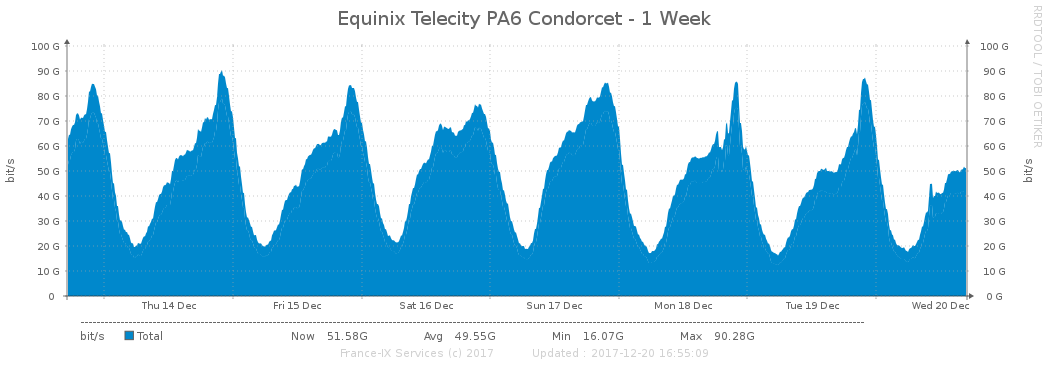 Equinix Telecity PA6 Condorcet - 1 Week
RRDTOOL / TOBI OETIKER
bit/s
100 G
90 G
80 G
70 G
60 G
50 G
40 G
30 G
20 G
10 G
0
100 G
90 G
80 G
70 G
60 G
50 G
40 G
30 G
20 G
10 G
0 G
bit/s
Thu 14 Dec Fri 15 Dec Sat 16 Dec Sun 17 Dec Mon 18 Dec Tue 19 Dec Wed 20 Dec
bit/s Total Now 51.58G Avg 49.55G Min 16.07G Max 90.28G
France-IX Services (c) 2017 Updated : 2017-12-20 16:55:09